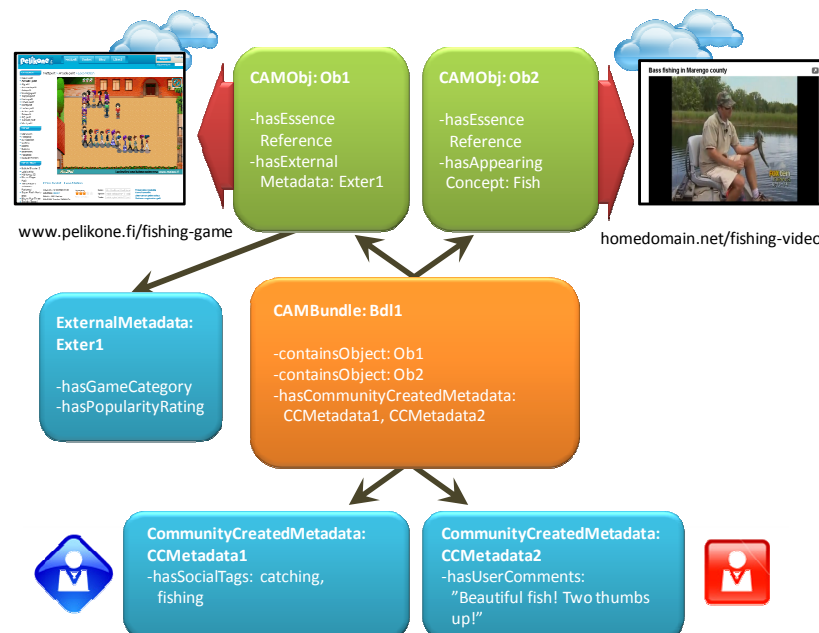 Pelikone
Bass fishing in Marengo county
CAMObj: Ob1
-hasEssence
Reference
-hasExternal
Metadata: Exter1
CAMObj: Ob2
-hasEssence
Reference
-hasAppearing
Concept: Fish
www.pelikone.fi/fishing-game
homedomain.net/fishing-video
ExternalMetadata:
Exter1
-hasGameCategory
-hasPopularityRating
CAMBundle: Bdl1
-containsObject: Ob1
-containsObject: Ob2
-hasCommunityCreatedMetadata:
CCMetadata1, CCMetadata2
CommunityCreatedMetadata:
CCMetadata1
-hasSocialTags: catching,
fishing
CommunityCreatedMetadata:
CCMetadata2
-hasUserComments:
”Beautiful fish! Two thumbs
up!”